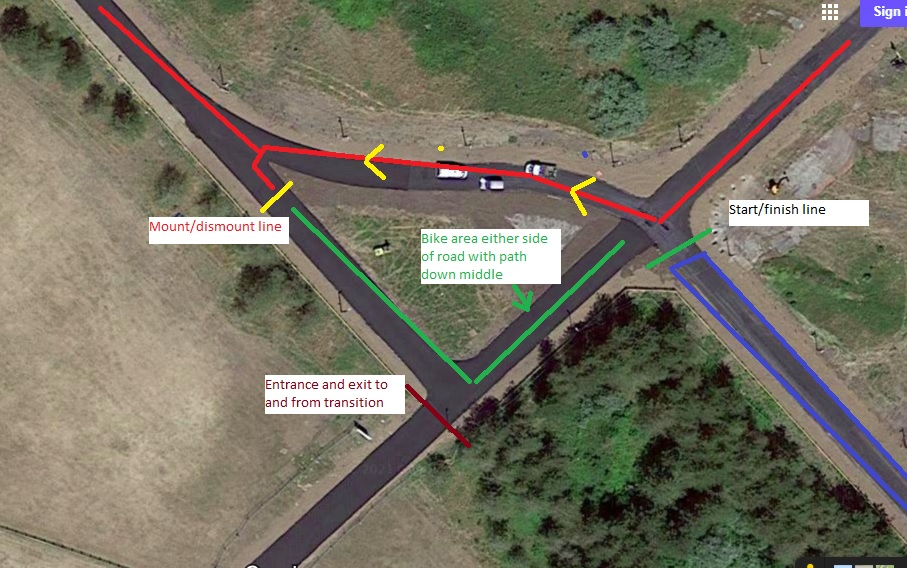 Sign i
Start/finish line
Mount/dismount line
Bike area either side
of road with path
down middle
Entrance and exit to
and from transition